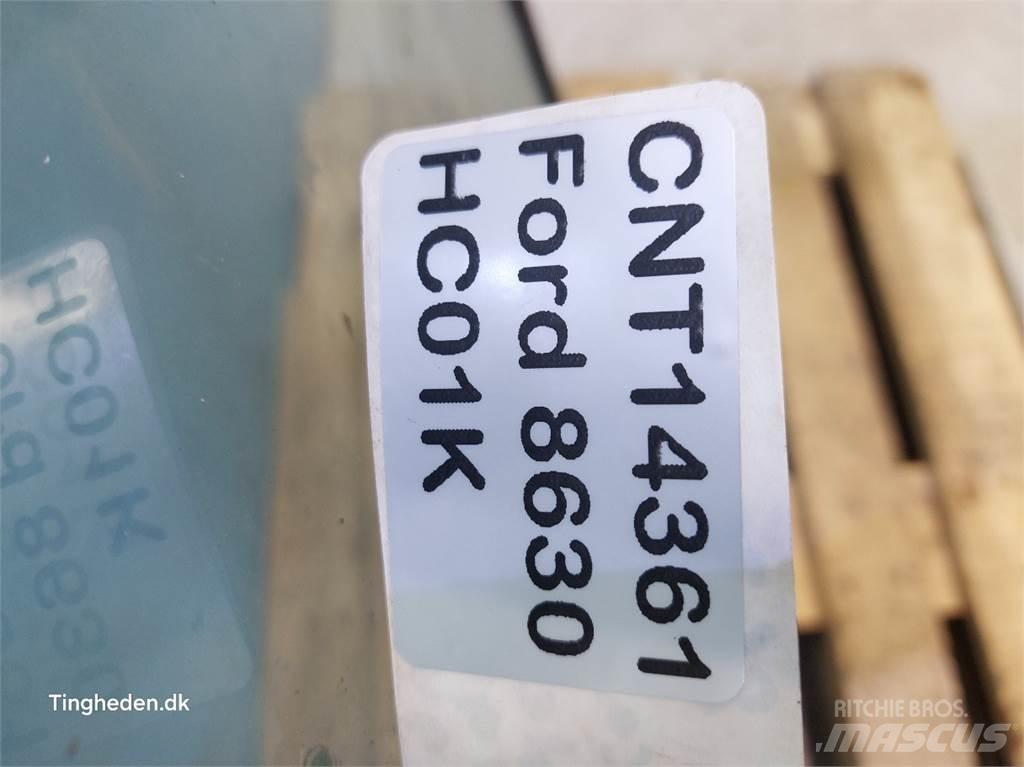 CNT14361
Ford 8630
HC01K
Tingheden.dk
RITCHIE BROS.
MASCUS